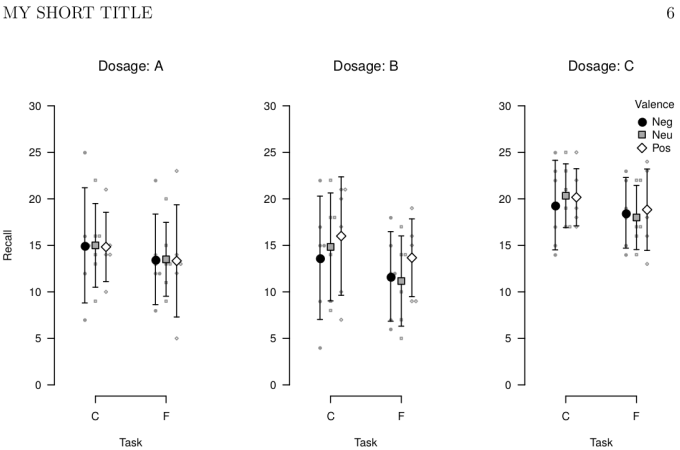 MY SHORT TITLE 6
Dosage: A Dosage: B Dosage: C
Valence
Neg
Neu
Pos
Recall
30 30 30
25 25 25
20 20 20
15 15 15
10 10 10
5 5 5
0 0 0
C F C F C F
Task Task Task